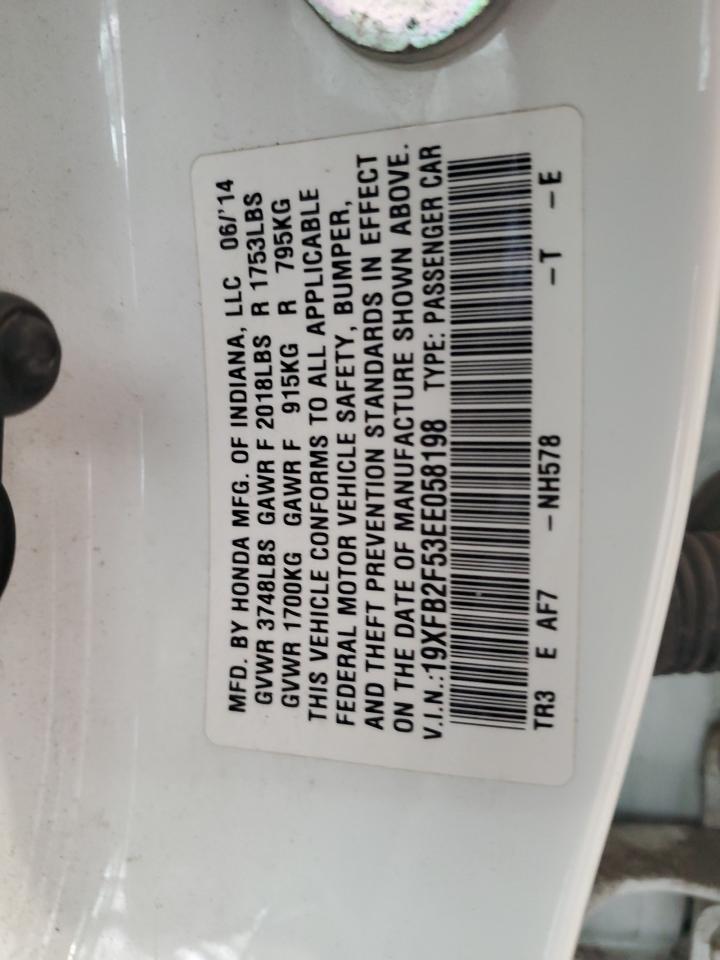 MFD. BY HONDA MFG. OF INDIANA, LLC 06/'14
GVWR 3748LBS GAWR F 2018LBS R 1753LBS
GVWR 1700KG GAWR F 915KG R 795KG
THIS VEHICLE CONFORMS TO ALL APPLICABLE
FEDERAL MOTOR VEHICLE SAFETY, BUMPER,
AND THEFT PREVENTION STANDARDS IN EFFECT
ON THE DATE OF MANUFACTURE SHOWN ABOVE.
V.I.N.:19XFB2F53EE058198 TYPE: PASSENGER CAR
TR3 E AF7 -NH578 -T -E